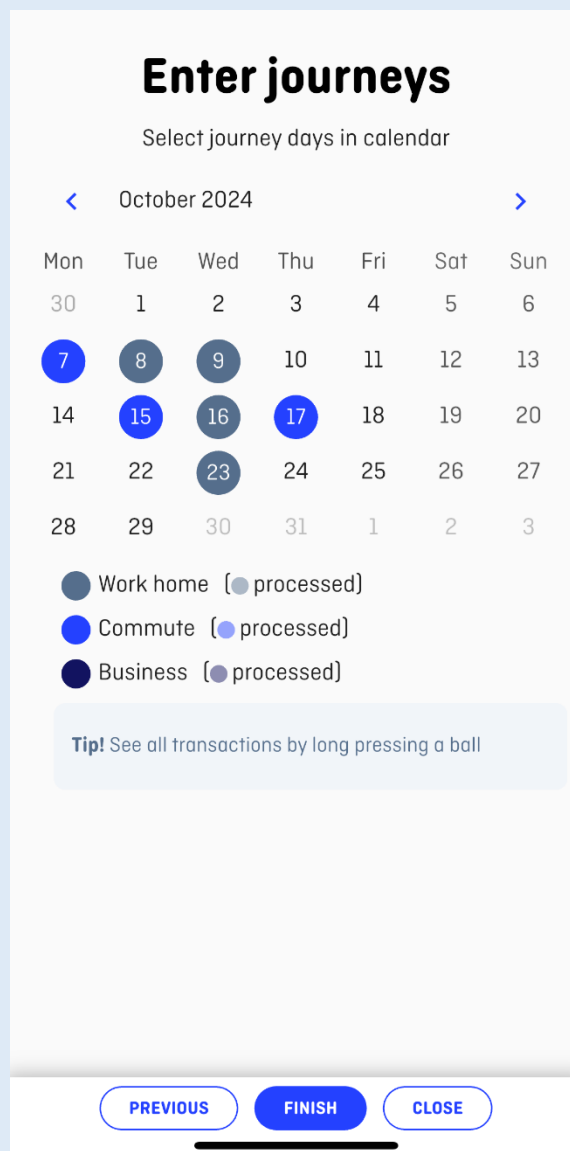 Enter journeys
Select journey days in calendar
October 2024
Mon Tue Wed Thu Fri Sat Sun
30 1 2 3 4 5 6
7 8 9 10 11 12 13
14 15 16 17 18 19 20
21 22 23 24 25 26 27
28 29 30 31 1 2 3
Work home ( processed)
Commute ( processed)
Business ( processed)
Tip! See all transactions by long pressing a ball
PREVIOUS FINISH CLOSE